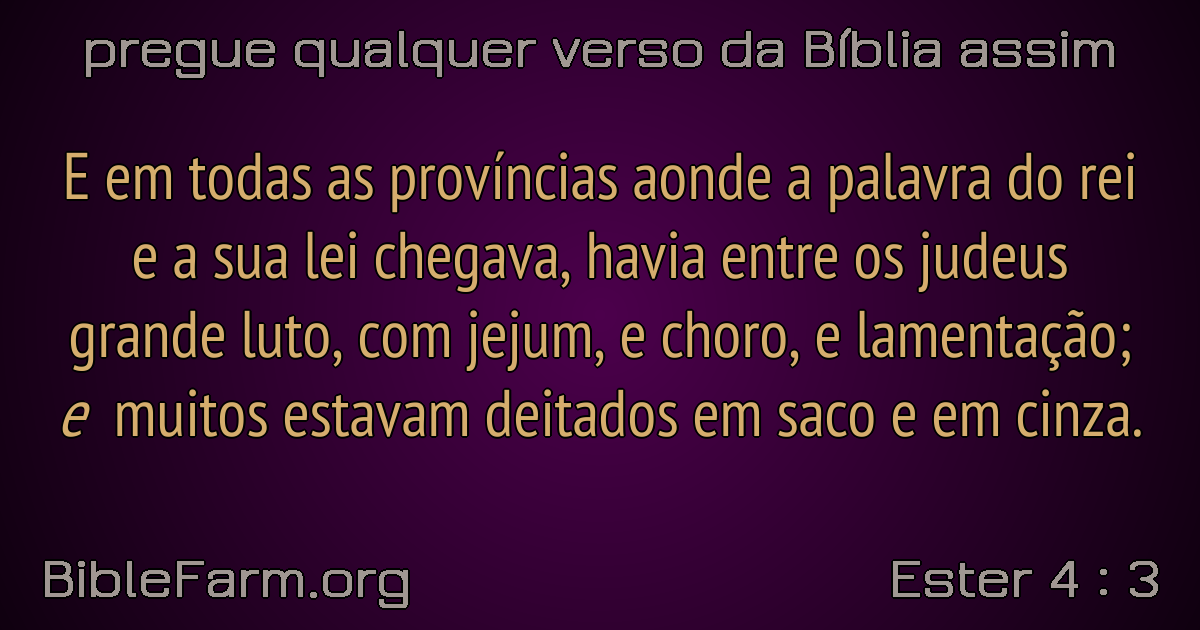 pregue qualquer verso da Bíblia assim
E em todas as províncias aonde a palavra do rei
e a sua lei chegava, havia entre os judeus
grande luto, com jejum, e choro, e lamentação;
e muitos estavam deitados em saco e em cinza.
BibleFarm.org
Ester 4 : 3